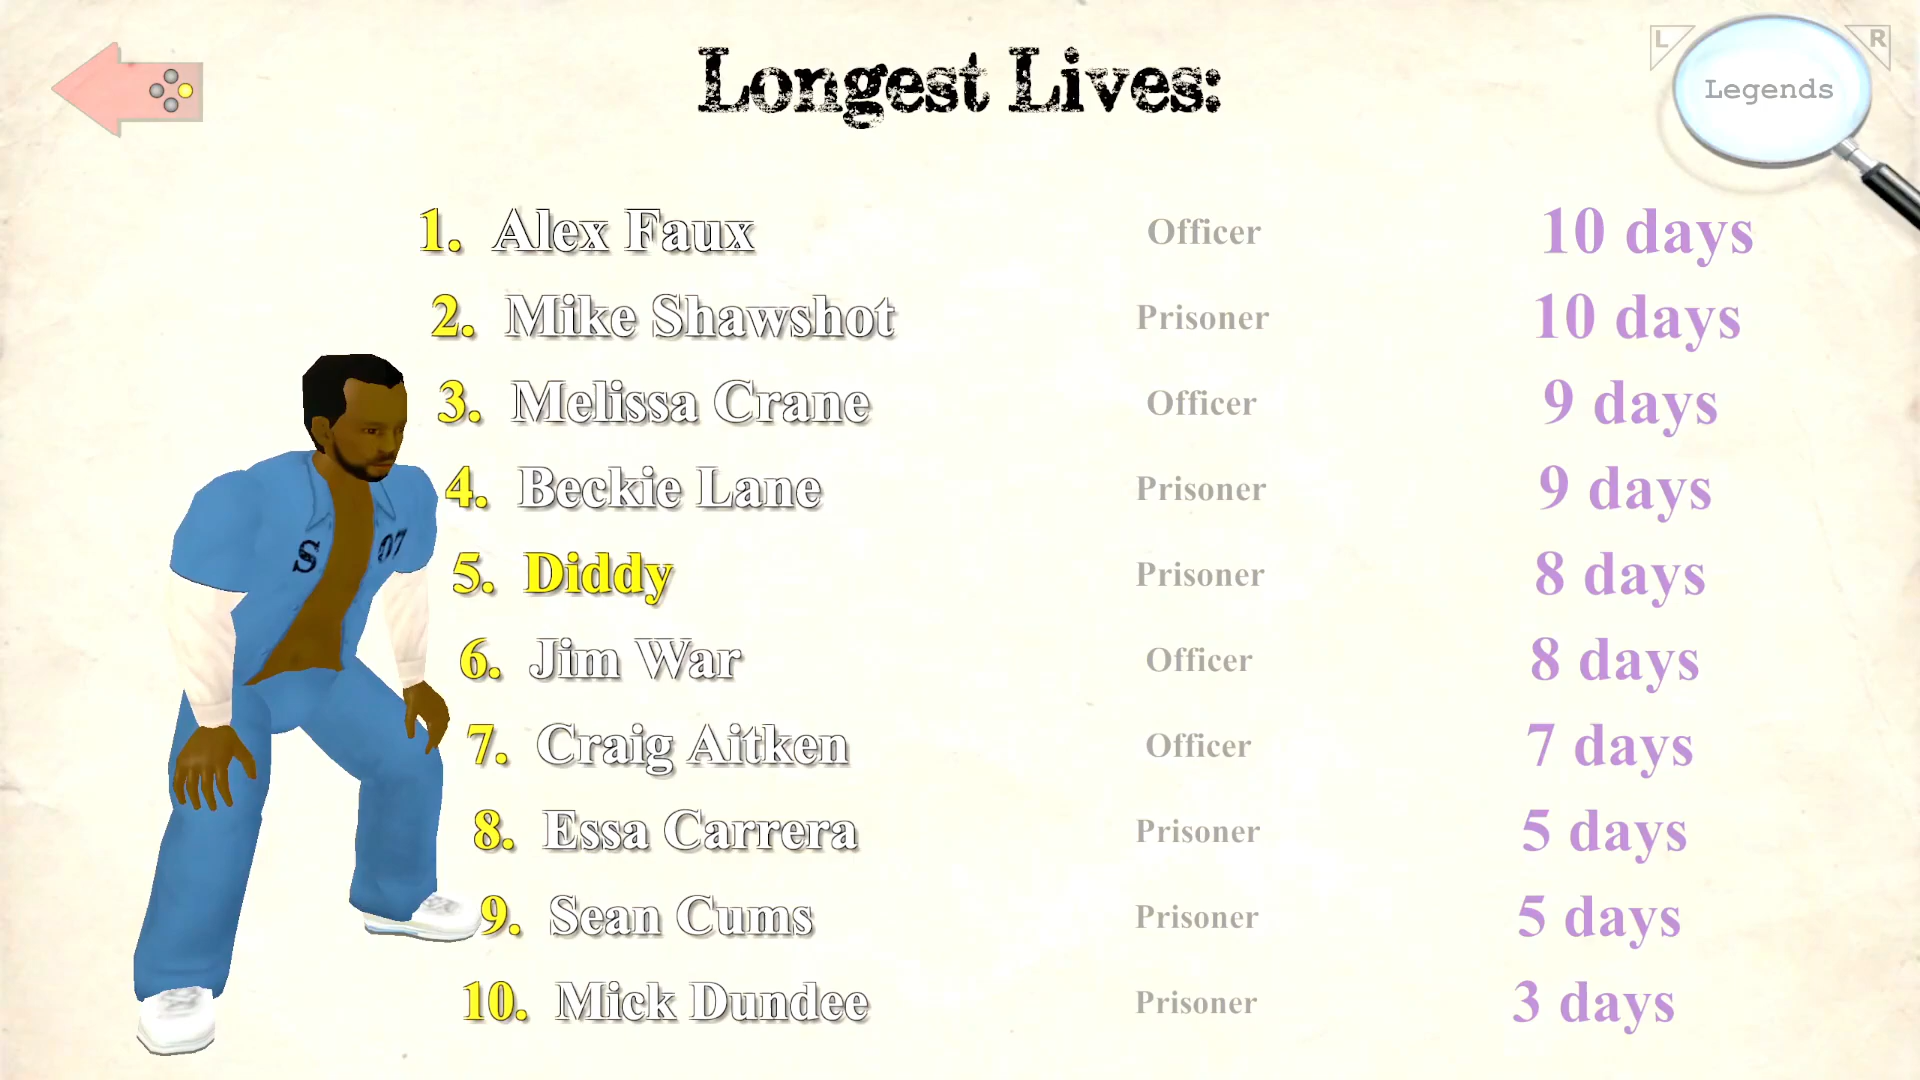 L
R
Longest Lives:
Legends
1. Alex Faux Officer 10 days
2. Mike Shawshot Prisoner 10 days
3. Melissa Crane Officer 9 days
4. Beckie Lane Prisoner 9 days
5. Diddy Prisoner 8 days
6. Jim War Officer 8 days
7. Craig Aitken Officer 7 days
8. Essa Carrera Prisoner 5 days
9. Sean Cums Prisoner 5 days
10. Mick Dundee Prisoner 3 days
S 07